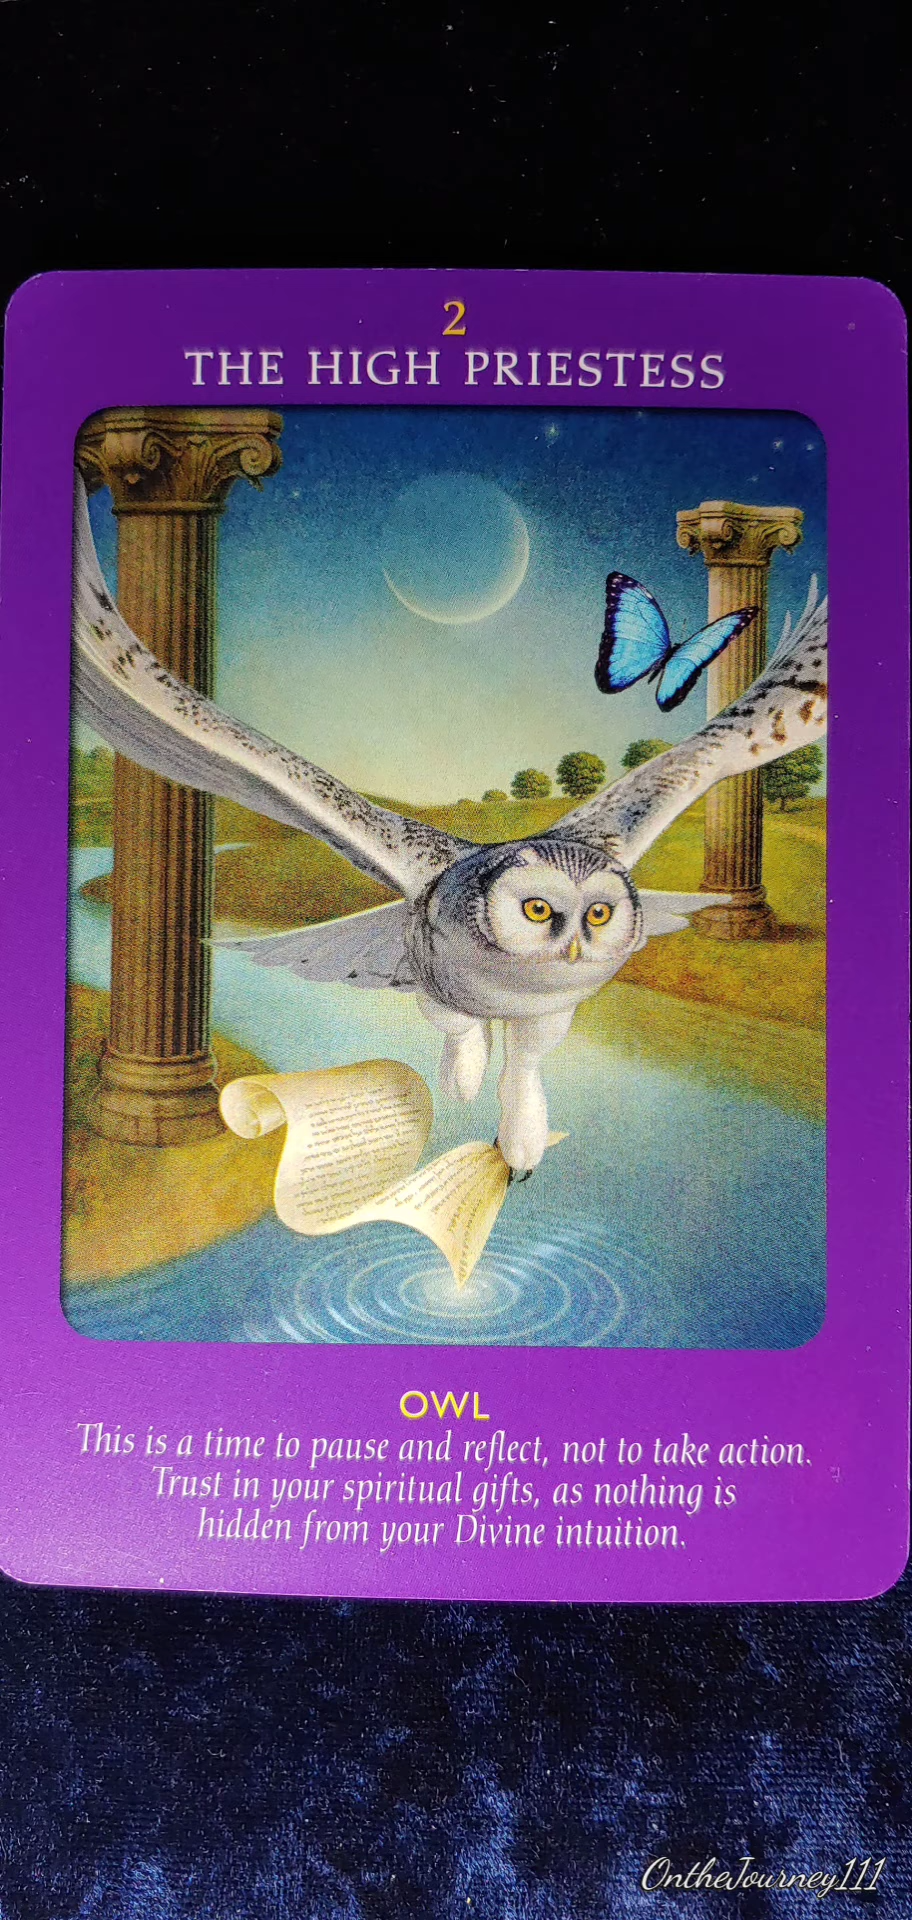 2
THE HIGH PRIESTESS
OWL
This is a time to pause and reflect, not to take action.
Trust in your spiritual gifts, as nothing is
hidden from your Divine intuition.
OntheJourney111